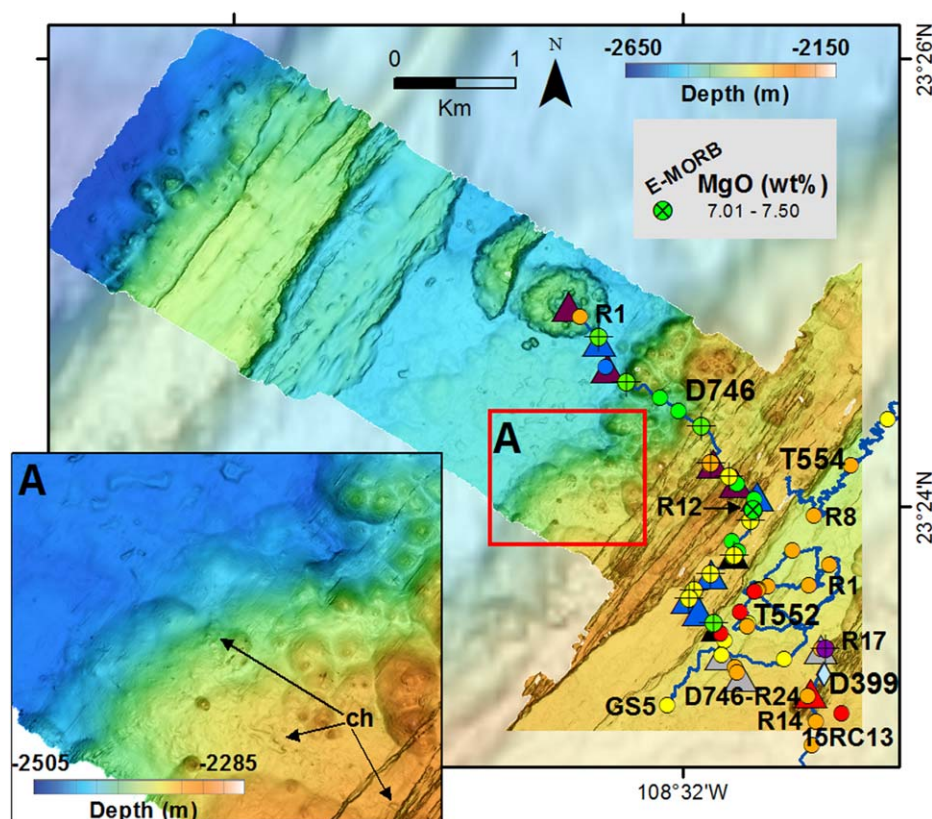 0
1
Km
N
-2650
-2150
Depth (m)
23°26'
E-MORB
MgO (wt%)
7.01 - 7.50
R1
D746
A
T554
R12
R8
23°24'N
A
R1
T552
R17
D746-R24
D399
GS5
R14
15RC13
ch
-2505
-2285
Depth (m)
108°32'W